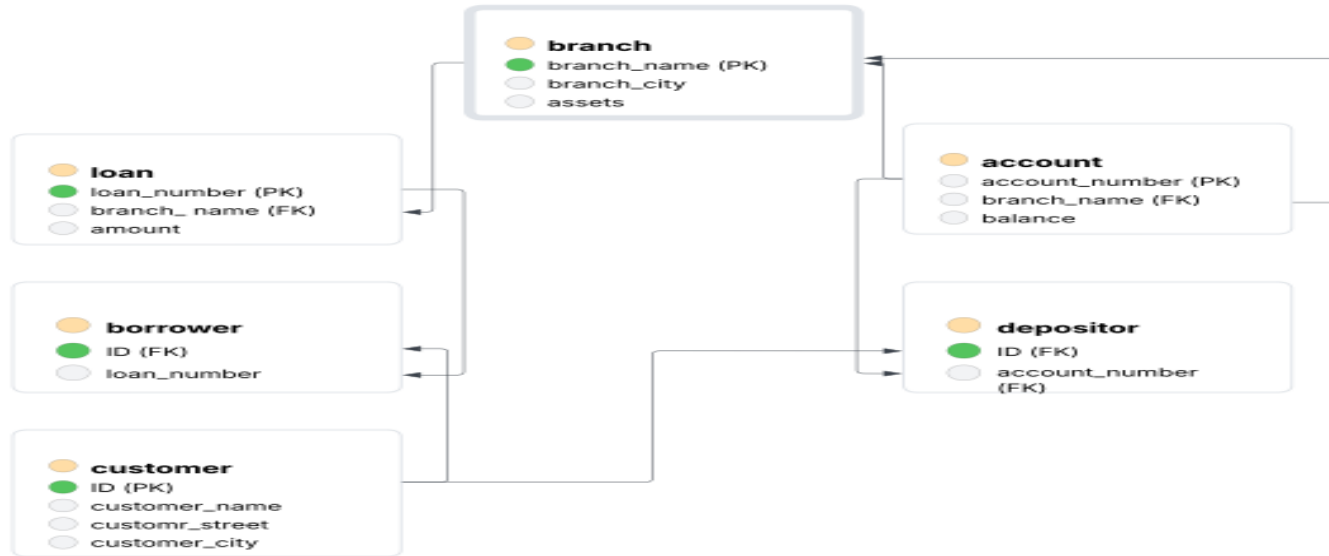 branch
branch_name (PK)
branch_city
assets
loan
loan_number (PK)
branch_ name (FK)
amount
account
account_number (PK)
branch_name (FK)
balance
borrower
ID (FK)
loan_number
depositor
ID (FK)
account_number
(FK)
customer
ID (PK)
customer_name
customr_street
customer_city